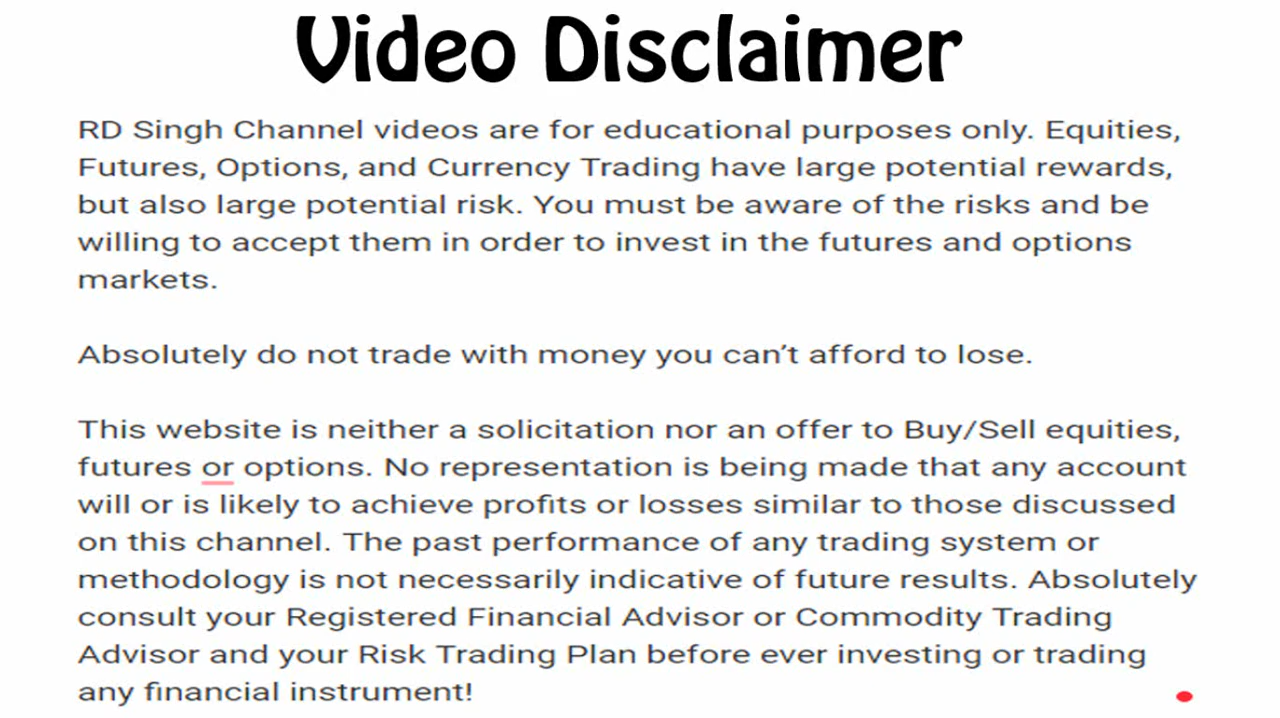 Video Disclaimer
RD Singh Channel videos are for educational purposes only. Equities,
Futures, Options, and Currency Trading have large potential rewards,
but also large potential risk. You must be aware of the risks and be
willing to accept them in order to invest in the futures and options
markets.
Absolutely do not trade with money you can’t afford to lose.
This website is neither a solicitation nor an offer to Buy/Sell equities,
futures or options. No representation is being made that any account
will or is likely to achieve profits or losses similar to those discussed
on this channel. The past performance of any trading system or
methodology is not necessarily indicative of future results. Absolutely
consult your Registered Financial Advisor or Commodity Trading
Advisor and your Risk Trading Plan before ever investing or trading
any financial instrument!